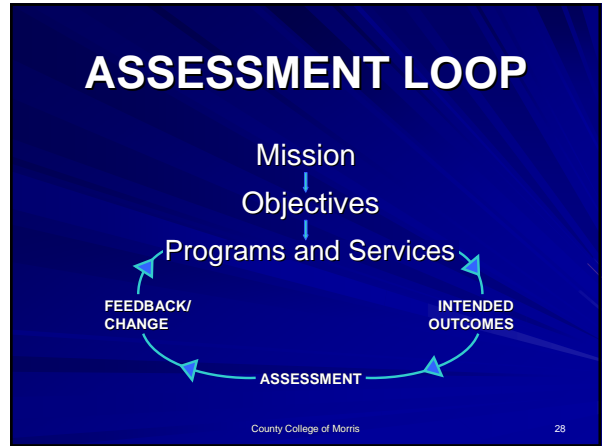 ASSESSMENT LOOP
Mission
Objectives
Programs and Services
FEEDBACK/
CHANGE
INTENDED
OUTCOMES
ASSESSMENT
County College of Morris
28